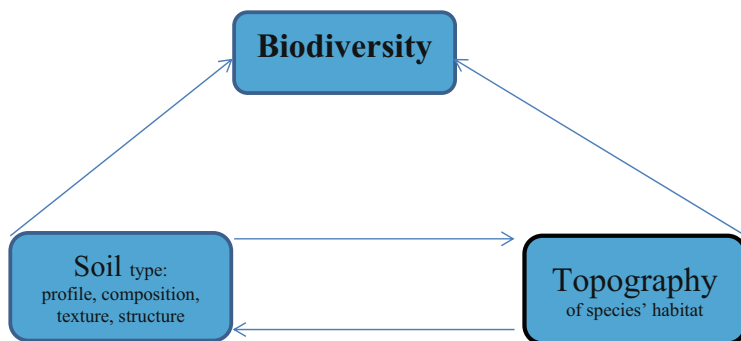 Biodiversity
Soil type:
profile, composition,
texture, structure
Topography
of species’ habitat